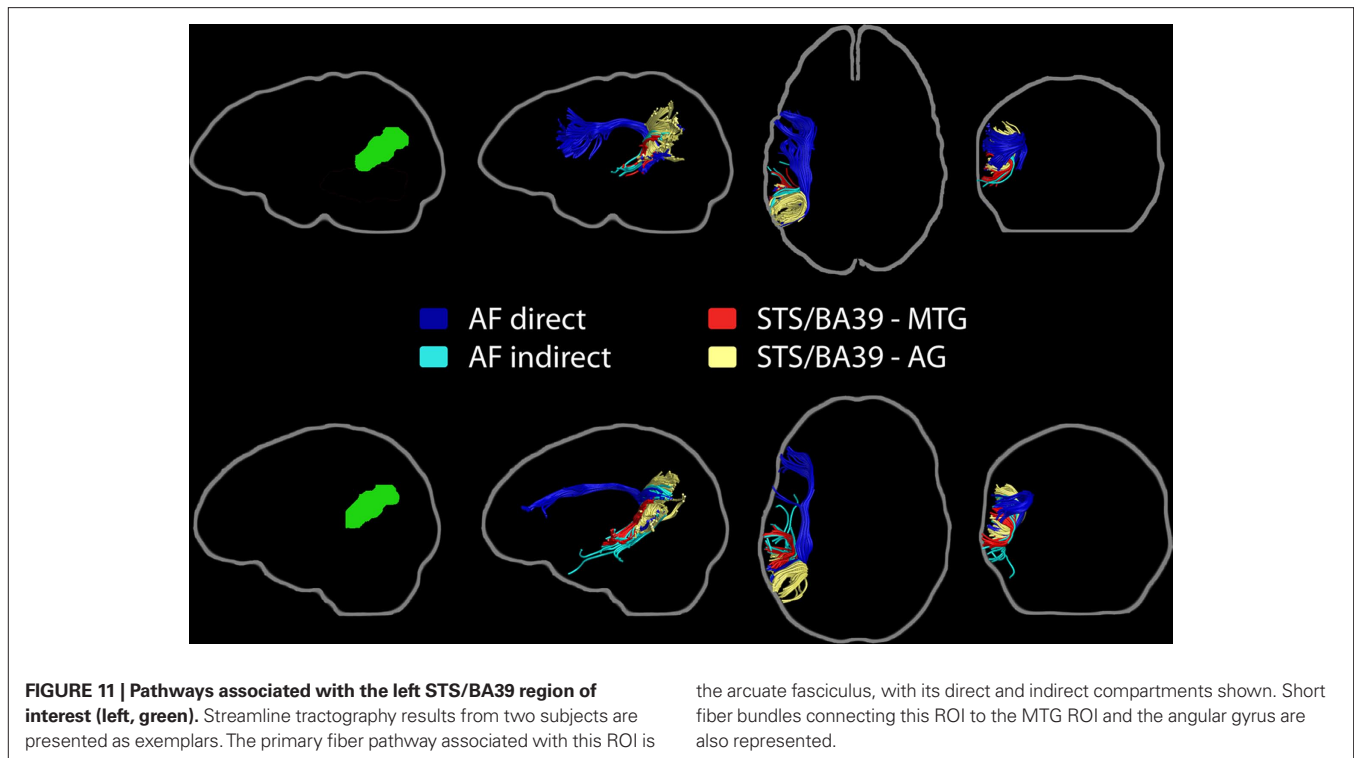 AF direct
STS/BA39 - MTG
AF indirect
STS/BA39 - AG
FIGURE 11 | Pathways associated with the left STS/BA39 region of
interest (left, green). Streamline tractography results from two subjects are
presented as exemplars. The primary fiber pathway associated with this ROI is
the arcuate fasciculus, with its direct and indirect compartments shown. Short
fiber bundles connecting this ROI to the MTG ROI and the angular gyrus are
also represented.